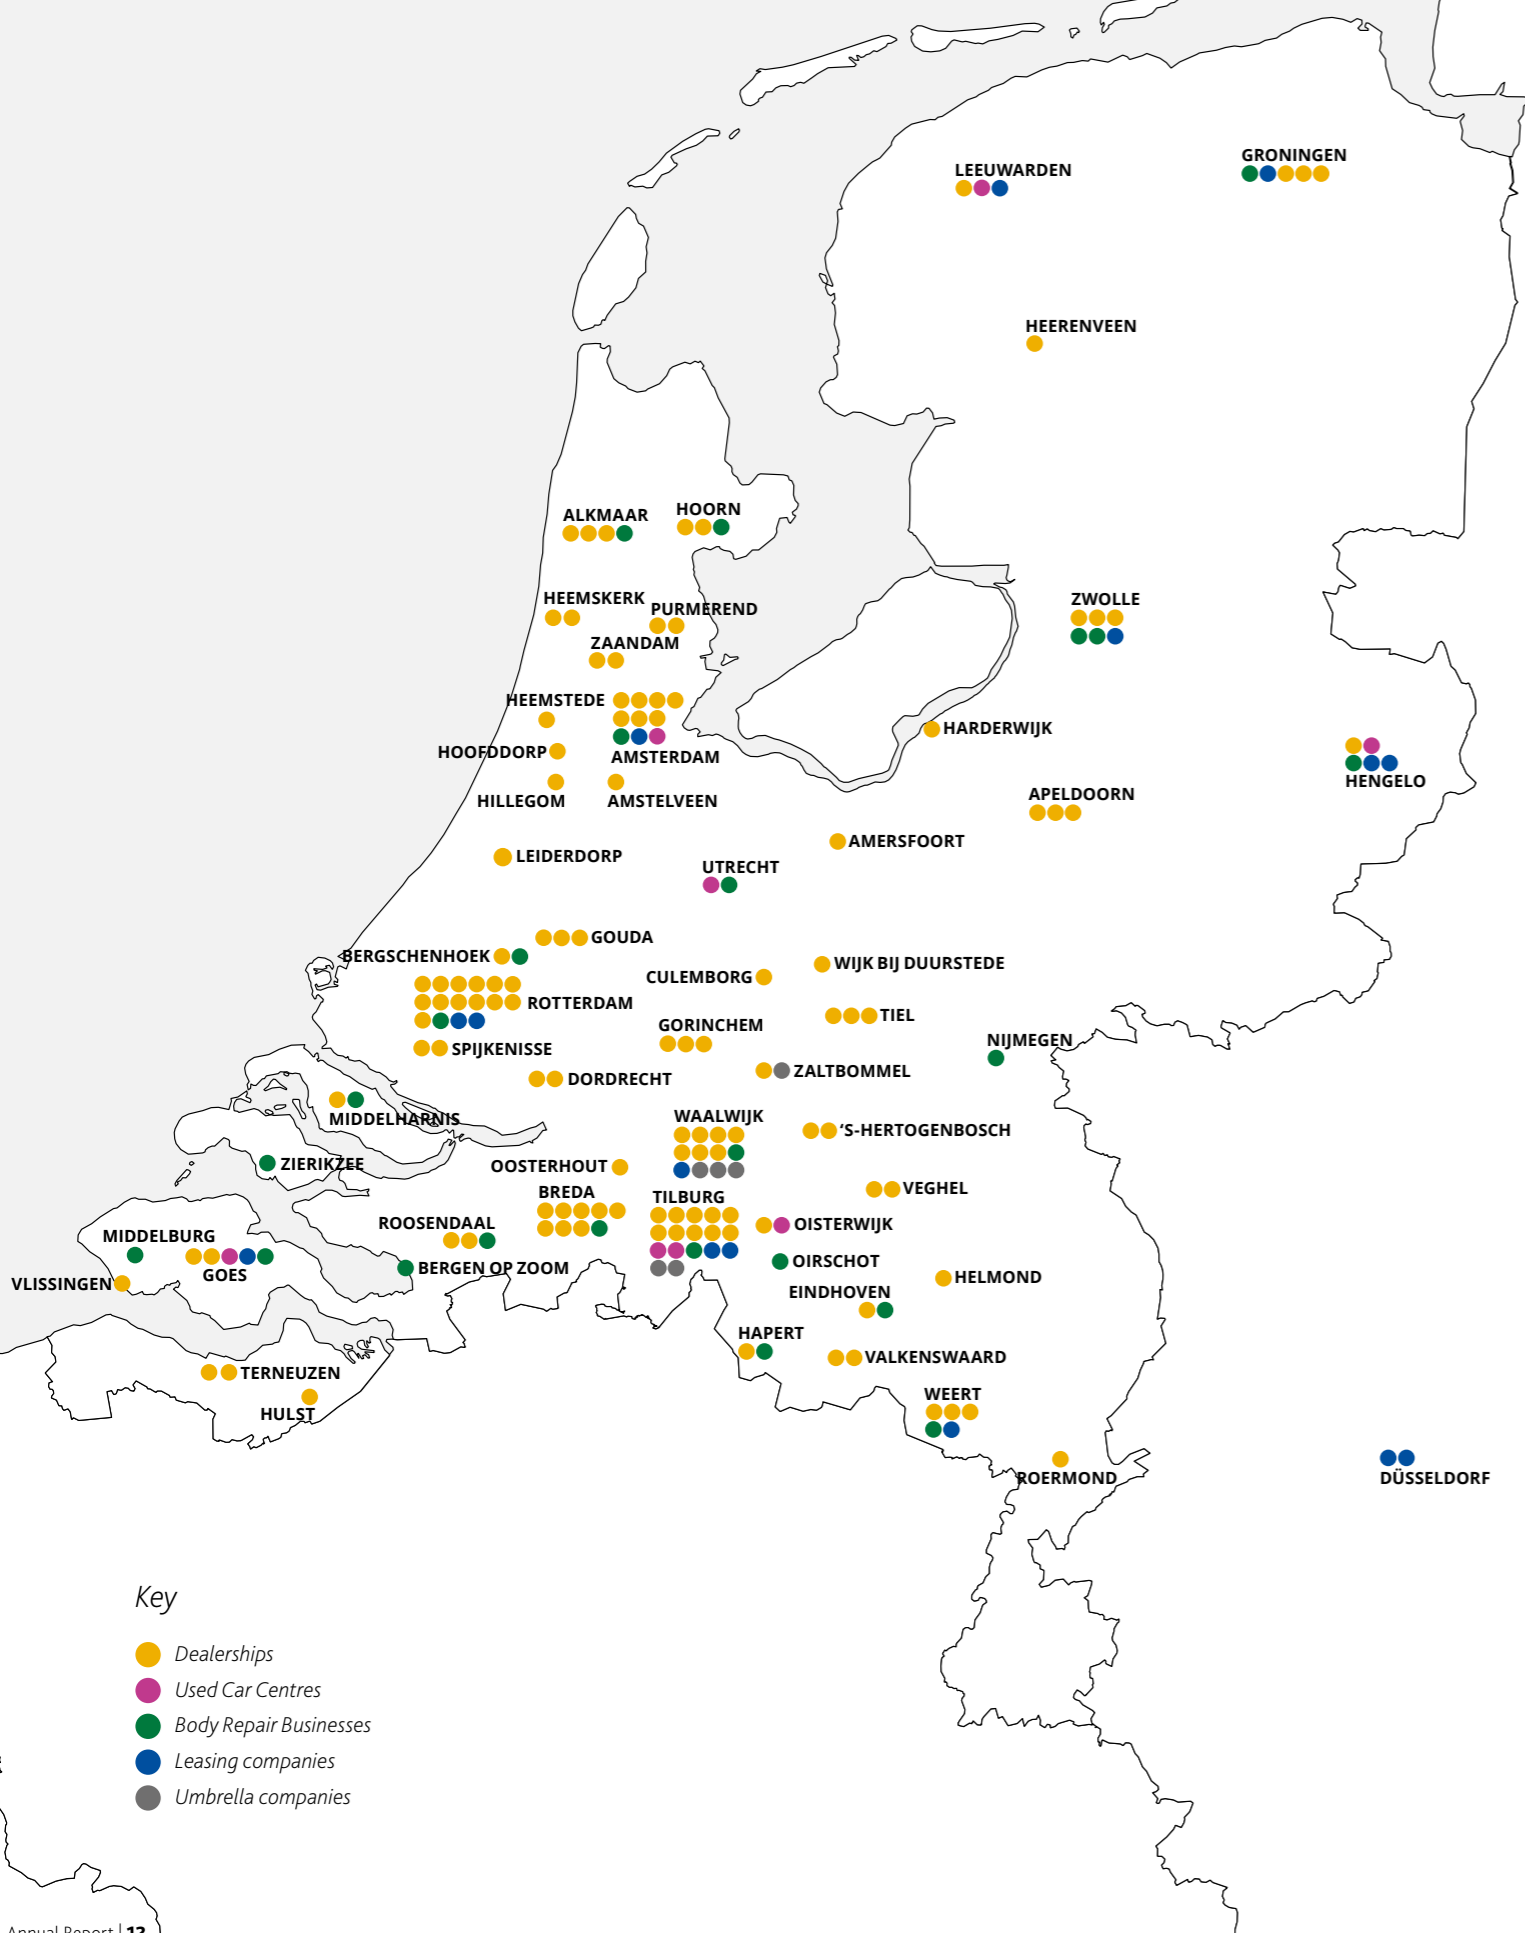 GRONINGEN
LEEUWARDEN
HEERENVEEN
HOORN
ALKMAAR
HEEMSKERK
ZWOLLE
PURMEREND
ZAANDAM
HEEMSTEDE
HARDERWIJK
HOOFDDORP
AMSTERDAM
HENGELO
APELDOORN
HILLEGOM
AMSTELVEEN
AMERSFOORT
LEIDERDORP
UTRECHT
GOUDA
BERGSCHENHOEK
WIJK BIJ DUURSTEDE
CULEMBORG
ROTTERDAM
TIEL
GORINCHEM
NIJMEGEN
SPIJKENISSE
ZALTBOMMEL
DORDRECHT
WAALWIJK
MIDDELHARNIS
'S-HERTOGENBOSCH
ZIERIKZEE
OOSTERHOUT
VEGHEL
BREDA
TILBURG
ROOSENDAAL
OISTERWIJK
MIDDELBURG
OIRSCHOT
BERGEN OP ZOOM
GOES
HELMOND
VLISSINGEN
EINDHOVEN
HAPERT
VALKENSWAARD
TERNEUZEN
WEERT
HULST
ROERMOND
DÜSSELDORF
Key
Dealerships
Used Car Centres
Body Repair Businesses
Leasing companies
Umbrella companies
Annual Report | 12